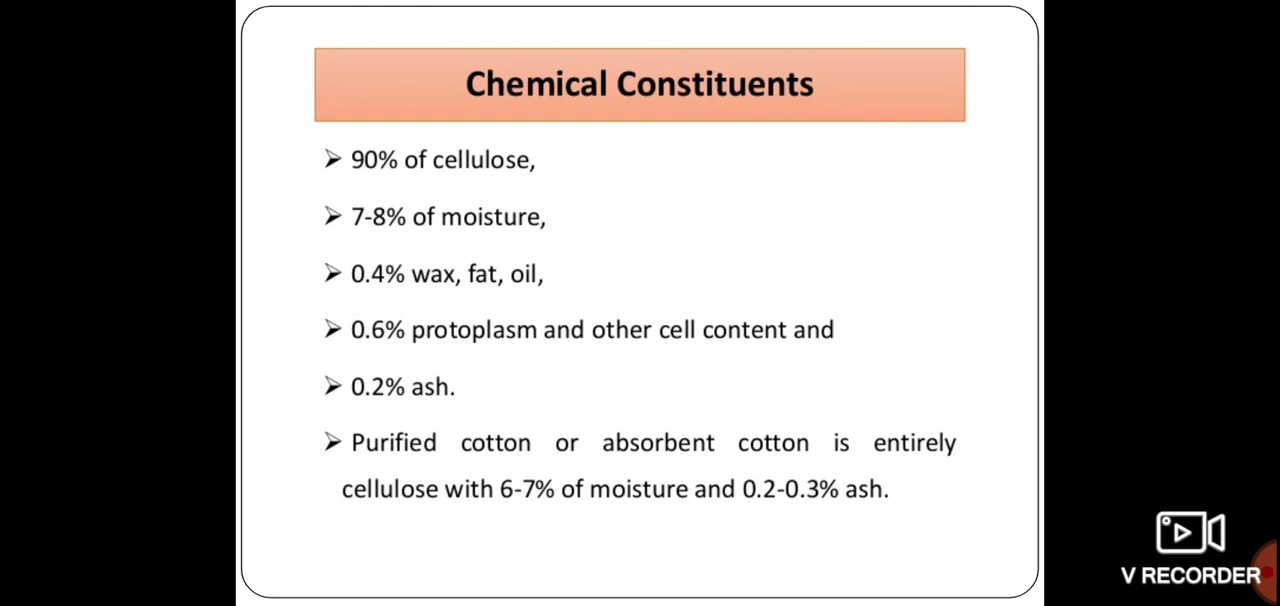 Chemical Constituents
➢ 90% of cellulose,
➢ 7-8% of moisture,
➢ 0.4% wax, fat, oil,
➢ 0.6% protoplasm and other cell content and
➢ 0.2% ash.
➢ Purified cotton or absorbent cotton is entirely
cellulose with 6-7% of moisture and 0.2-0.3% ash.
V RECORDER